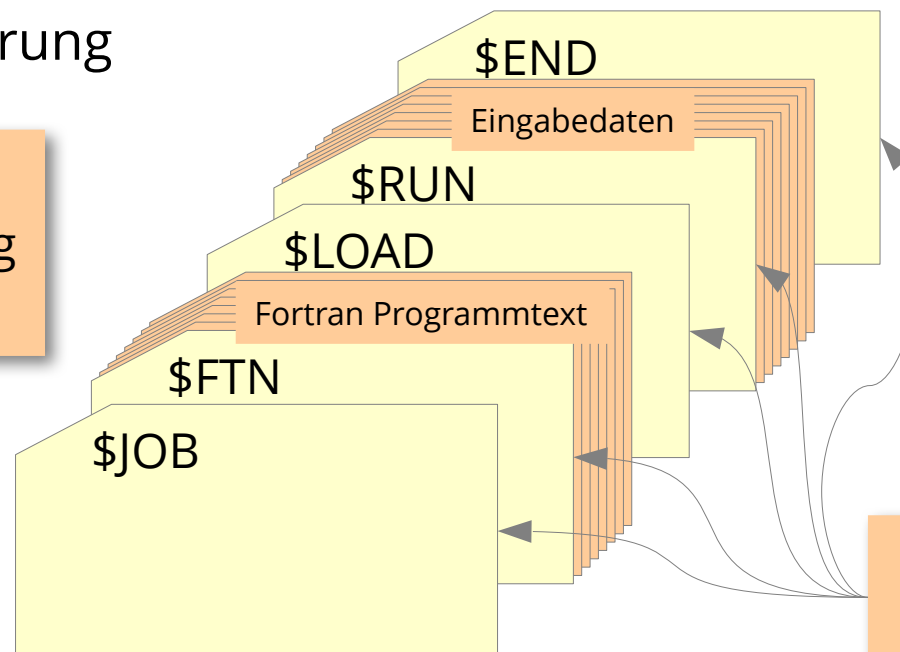 rung
$END
Eingabedaten
$RUN
g
$LOAD
Fortran Programmtext
$FTN
$JOB